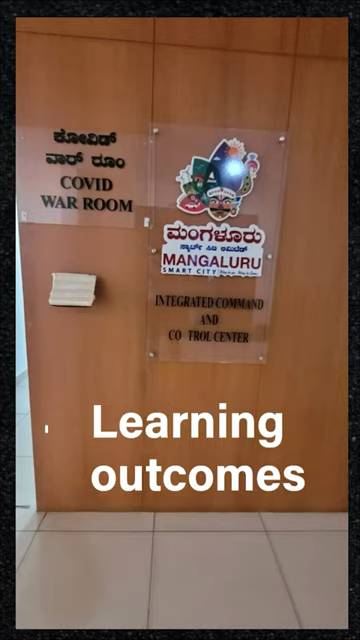 ಕೋವಿಡ್
ವಾರ್ ರೂಂ
COVID
WAR ROOM
ಮಂಗಳೂರು
ಸ್ಮಾರ್ಟ್ ಸಿಟಿ ಲಿಮಿಟೆಡ್
MANGALURU
SMART CITY
INTEGRATED COMMAND
AND
CO TROL CENTER
Learning
outcomes